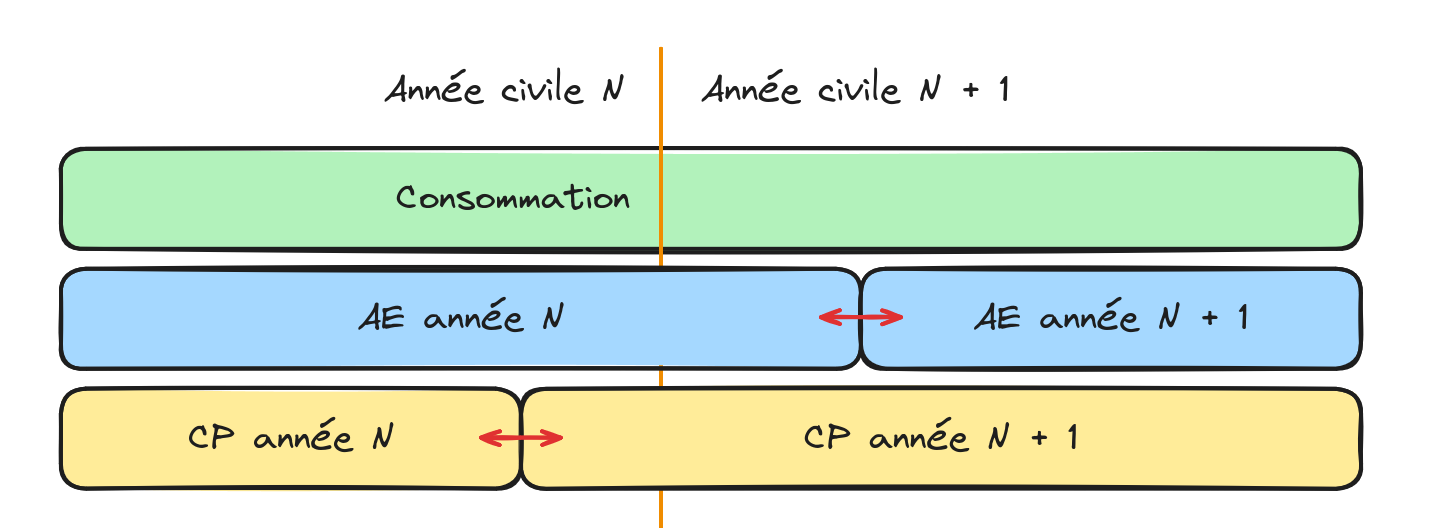 Année civile N
Année civile N + 1
Consommation
AE année N
AE année N + 1
CP année N
CP année N + 1